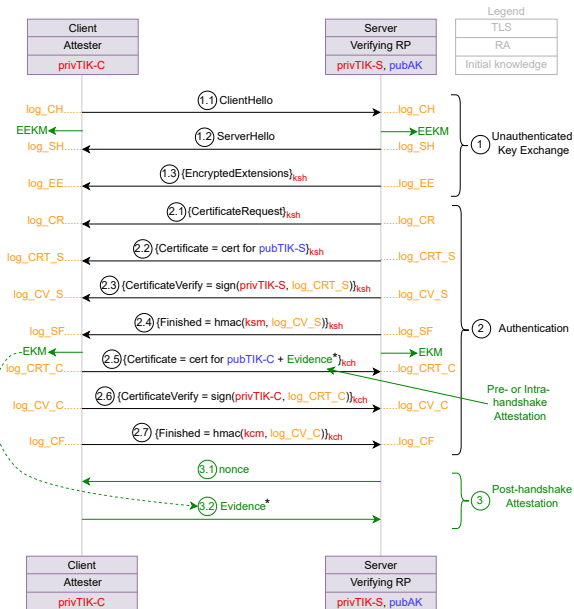 Legend
TLS
RA
Initial knowledge
Client
Attester
privTIK-C
Server
Verifying RP
privTIK-S, pubAK
log_CH
1.1 ClientHello
log_CH
EEKM
EEKM
log_SH
1.2 ServerHello
log_SH
1 Unauthenticated
Key Exchange
log_EE
1.3 {EncryptedExtensions}ksh
log_EE
log_CR
2.1 {CertificateRequest}ksh
log_CR
log_CRT_S
2.2 {Certificate = cert for pubTIK-S}ksh
log_CRT_S
log_CV_S
2.3 {CertificateVerify = sign(privTIK-S, log_CRT_S)}ksh
log_CV_S
log_SF
2.4 {Finished = hmac(ksm, log_CV_S)}ksh
log_SF
2 Authentication
EKM
EKM
log_CRT_C
2.5 {Certificate = cert for pubTIK-C + Evidence*}kch
log_CRT_C
Pre- or Intra-
handshake
Attestation
log_CV_C
2.6 {CertificateVerify = sign(privTIK-C, log_CRT_C)}kch
log_CV_C
log_CF
2.7 {Finished = hmac(kcm, log_CV_C)}kch
log_CF
3.1 nonce
3.2 Evidence*
3 Post-handshake
Attestation
Client
Attester
privTIK-C
Server
Verifying RP
privTIK-S, pubAK